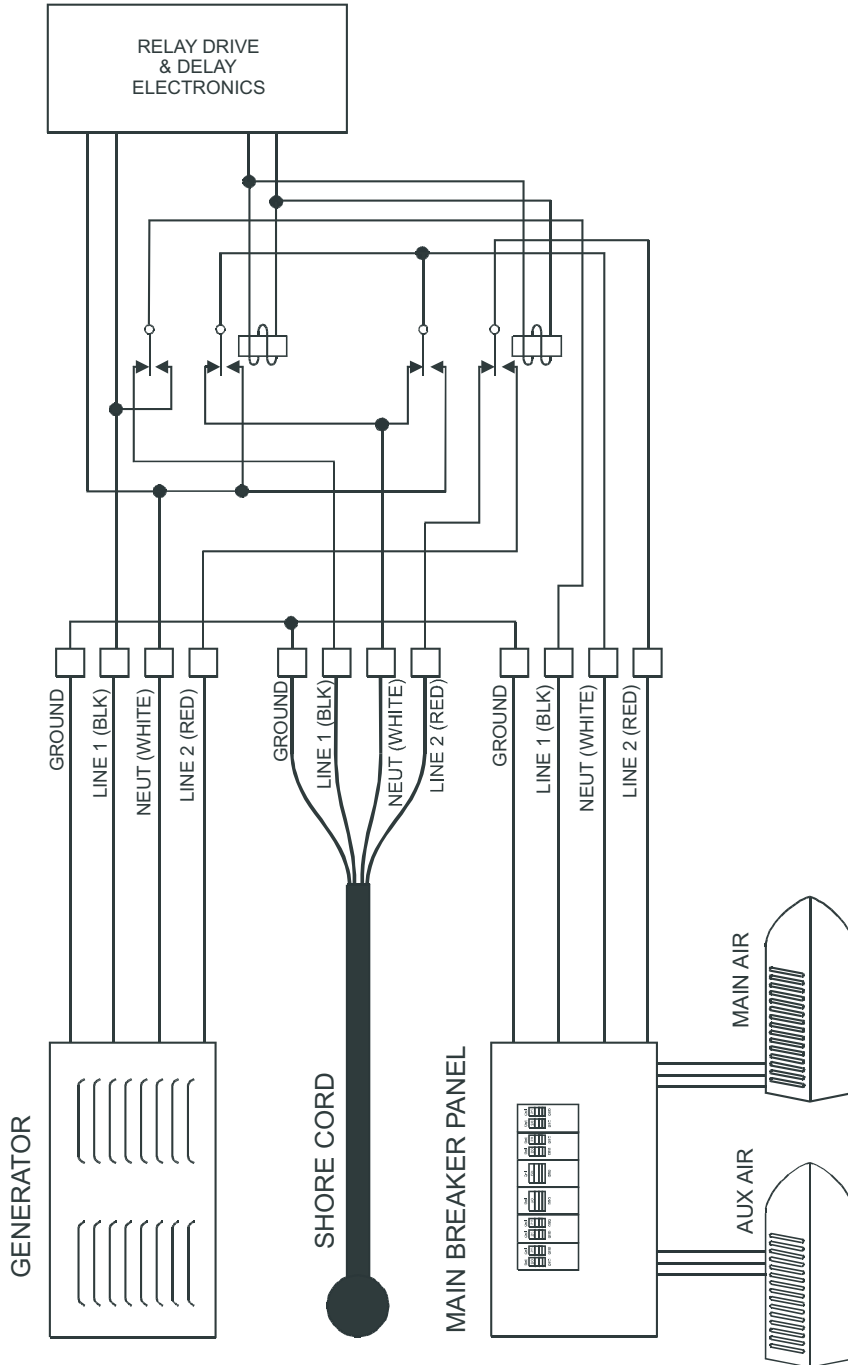 RELAY DRIVE
& DELAY
ELECTRONICS
GROUND
LINE 1 (BLK)
NEUT (WHITE)
LINE 2 (RED)
GROUND
LINE 1 (BLK)
NEUT (WHITE)
LINE 2 (RED)
GROUND
LINE 1 (BLK)
NEUT (WHITE)
LINE 2 (RED)
GENERATOR
SHORE CORD
MAIN BREAKER PANEL
MAIN AIR
AUX AIR